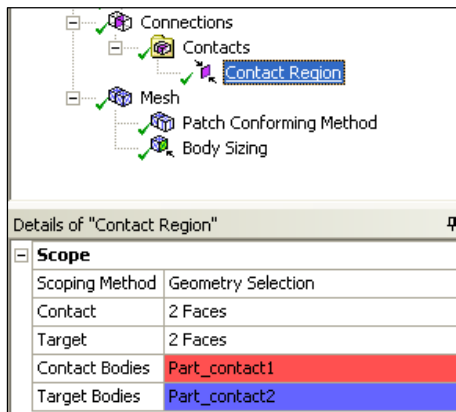 Connections
Contacts
Contact Region
Mesh
Patch Conforming Method
Body Sizing
Details of "Contact Region"
Scope
Scoping Method Geometry Selection
Contact 2 Faces
Target 2 Faces
Contact Bodies Part_contact1
Target Bodies Part_contact2